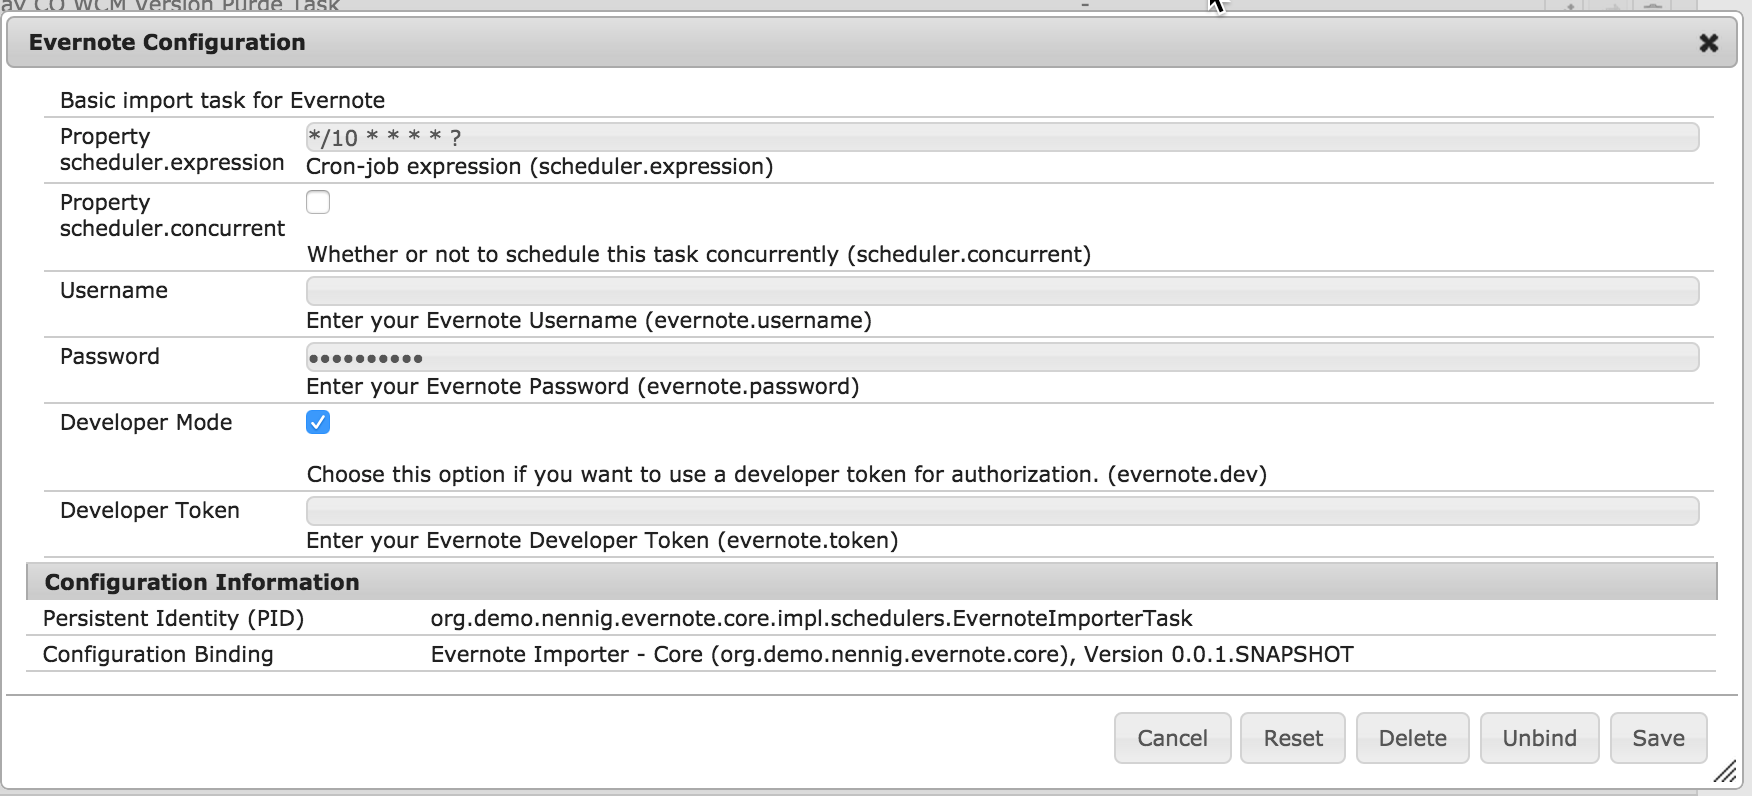 CQ WCM Version Purge Task -
Evernote Configuration
Basic import task for Evernote
Property scheduler.expression
*/10 * * * * ?
Cron-job expression (scheduler.expression)
Property scheduler.concurrent
Whether or not to schedule this task concurrently (scheduler.concurrent)
Username
Enter your Evernote Username (evernote.username)
Password
••••••••••
Enter your Evernote Password (evernote.password)
Developer Mode
Choose this option if you want to use a developer token for authorization. (evernote.dev)
Developer Token
Enter your Evernote Developer Token (evernote.token)
Configuration Information
Persistent Identity (PID) org.demo.nennig.evernote.core.impl.schedulers.EvernoteImporterTask
Configuration Binding Evernote Importer - Core (org.demo.nennig.evernote.core), Version 0.0.1.SNAPSHOT
Cancel Reset Delete Unbind Save